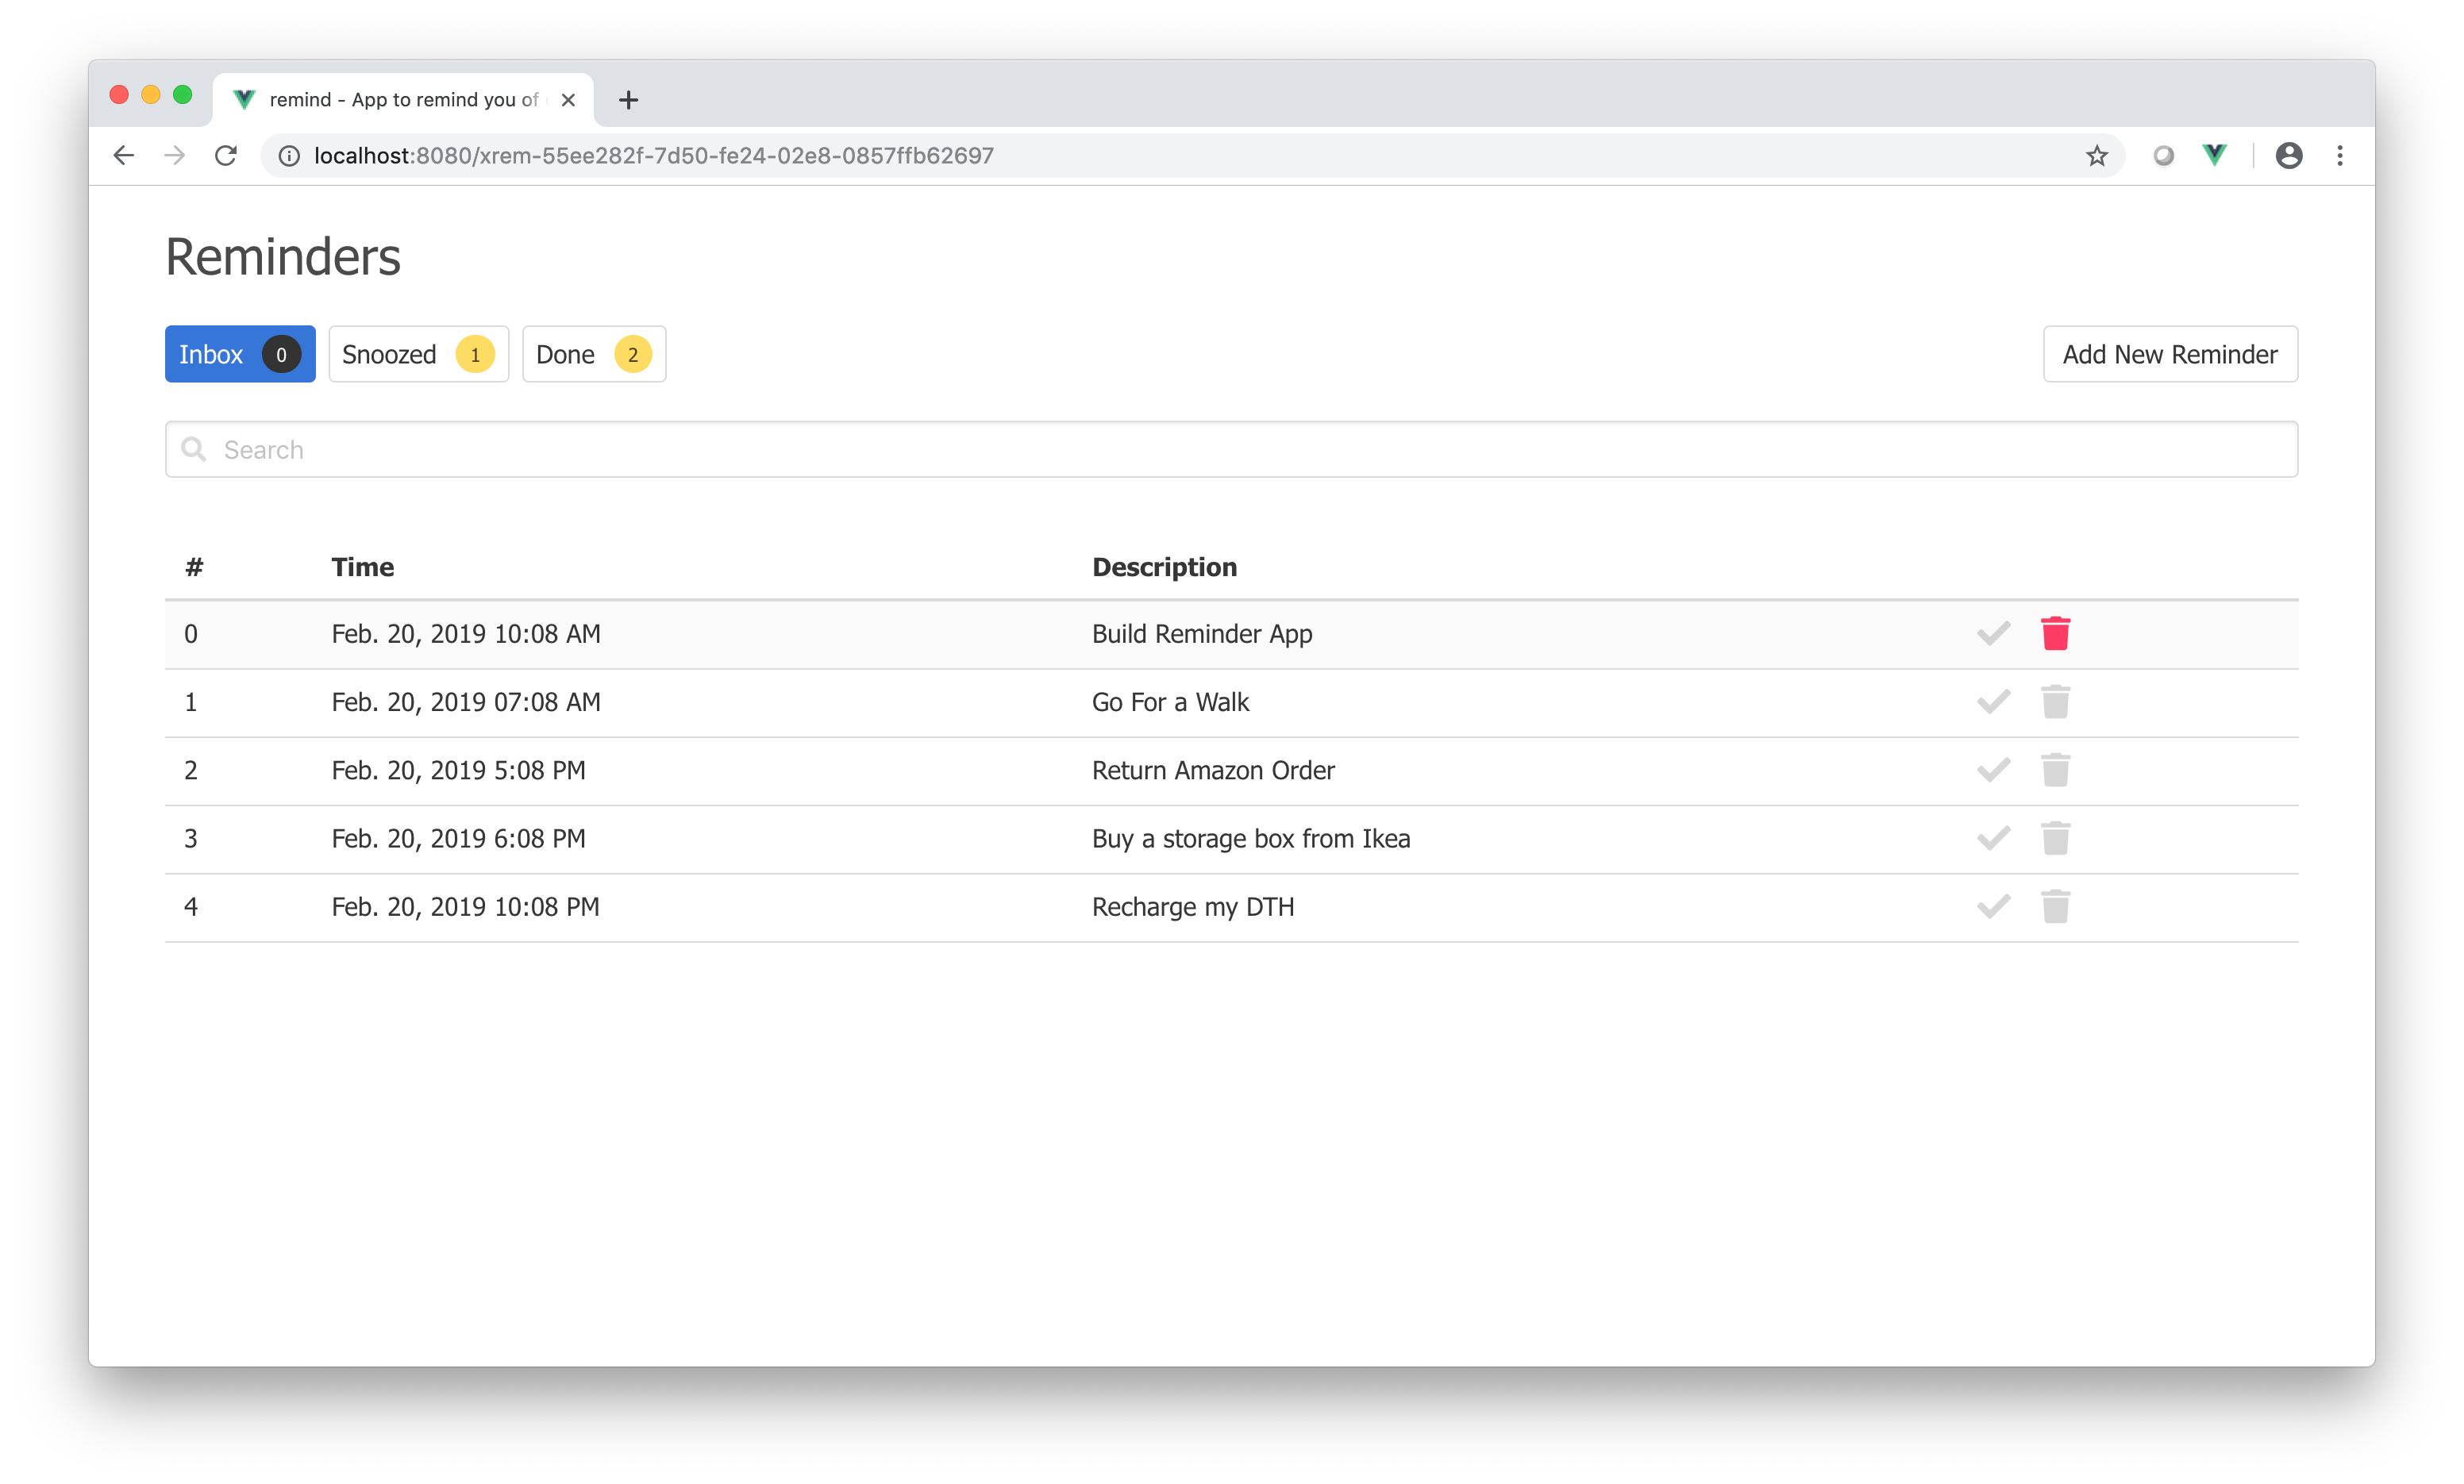 remind - App to remind you of
localhost:8080/xrem-55ee282f-7d50-fe24-02e8-0857ffb62697
Reminders
Inbox 0 Snoozed 1 Done 2 Add New Reminder
Search
# Time Description
0 Feb. 20, 2019 10:08 AM Build Reminder App
1 Feb. 20, 2019 07:08 AM Go For a Walk
2 Feb. 20, 2019 5:08 PM Return Amazon Order
3 Feb. 20, 2019 6:08 PM Buy a storage box from Ikea
4 Feb. 20, 2019 10:08 PM Recharge my DTH